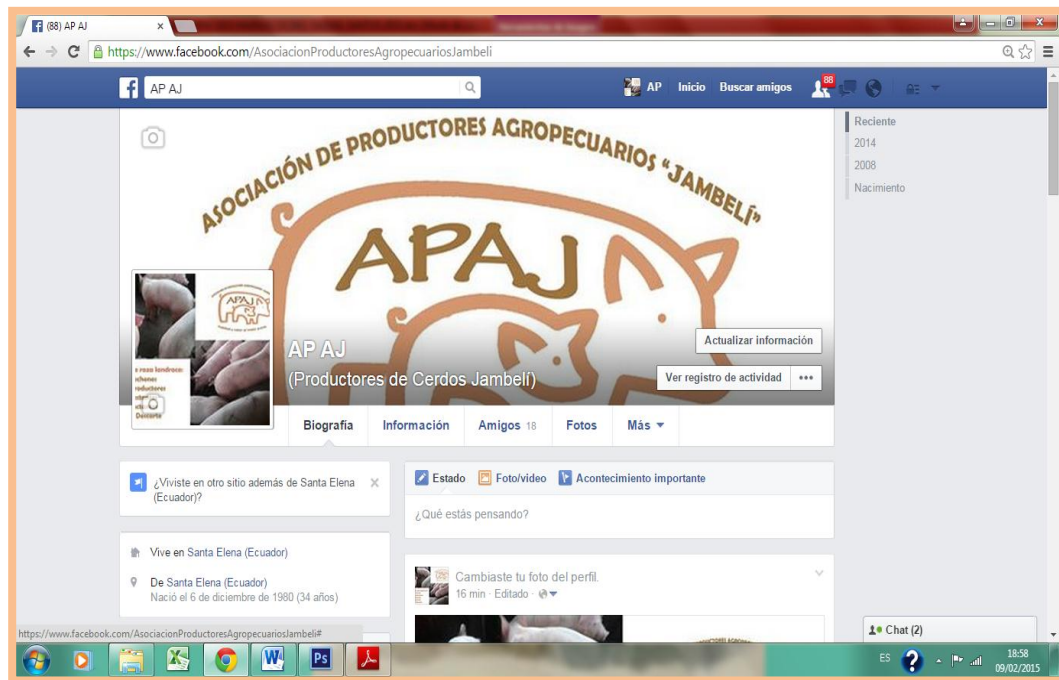 (88) AP AJ
https://www.facebook.com/AsociacionProductoresAgropecuariosJambeli
AP AJ
AP Inicio Buscar amigos 88
ASOCIACIÓN DE PRODUCTORES AGROPECUARIOS "JAMBELÍ"
APAJ
APAJ
AP AJ
(Productores de Cerdos Jambelí)
Actualizar información
Ver registro de actividad
Biografía Información Amigos 18 Fotos Más
Reciente
2014
2008
Nacimiento
¿Viviste en otro sitio además de Santa Elena
(Ecuador)?
Vive en Santa Elena (Ecuador)
De Santa Elena (Ecuador)
Nació el 6 de diciembre de 1980 (34 años)
Estado Foto/video Acontecimiento importante
¿Qué estás pensando?
Cambiaste tu foto del perfil.
16 min · Editado ·
https://www.facebook.com/AsociacionProductoresAgropecuariosJambeli#
Chat (2)
Ps
ES
18:58
09/02/2015